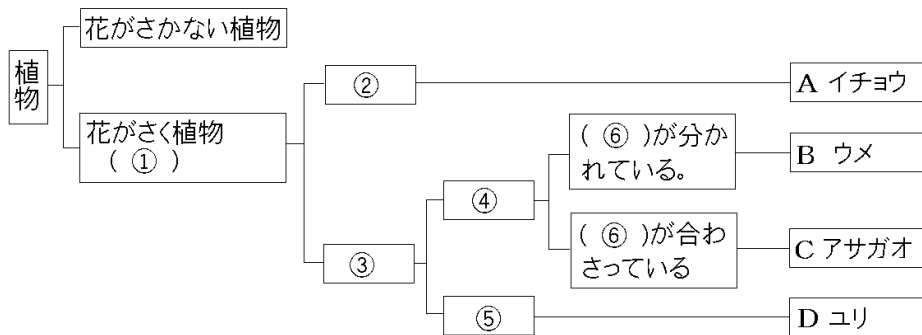 植物
花がさかない植物
花がさく植物
( ① )
②
③
④
⑤
( ⑥ )が分か
れている。
( ⑥ )が合わ
さっている
A イチョウ
B ウメ
C アサガオ
D ユリ